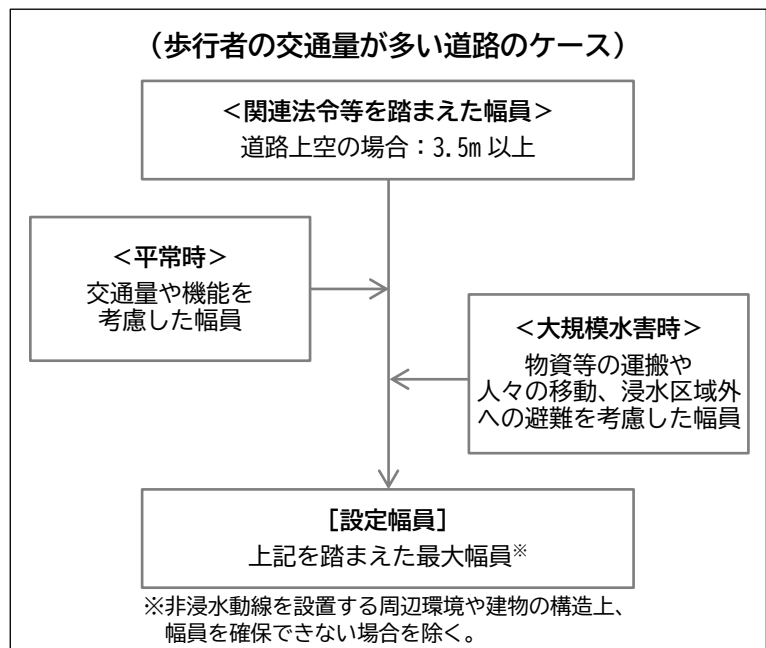 （歩行者の交通量が多い道路のケース）
＜関連法令等を踏まえた幅員＞
道路上空の場合：3.5m 以上
＜平常時＞
交通量や機能を
考慮した幅員
＜大規模水害時＞
物資等の運搬や
人々の移動、浸水区域外
への避難を考慮した幅員
［設定幅員］
上記を踏まえた最大幅員※
※非浸水動線を設置する周辺環境や建物の構造上、
幅員を確保できない場合を除く。